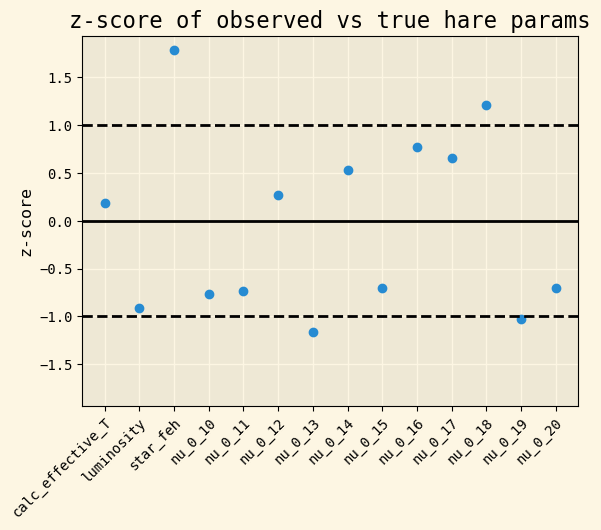 z-score of observed vs true hare params
z-score
1.5
1.0
0.5
0.0
−0.5
−1.0
−1.5
calc_effective_T
luminosity
star_feh
nu_0_10
nu_0_11
nu_0_12
nu_0_13
nu_0_14
nu_0_15
nu_0_16
nu_0_17
nu_0_18
nu_0_19
nu_0_20